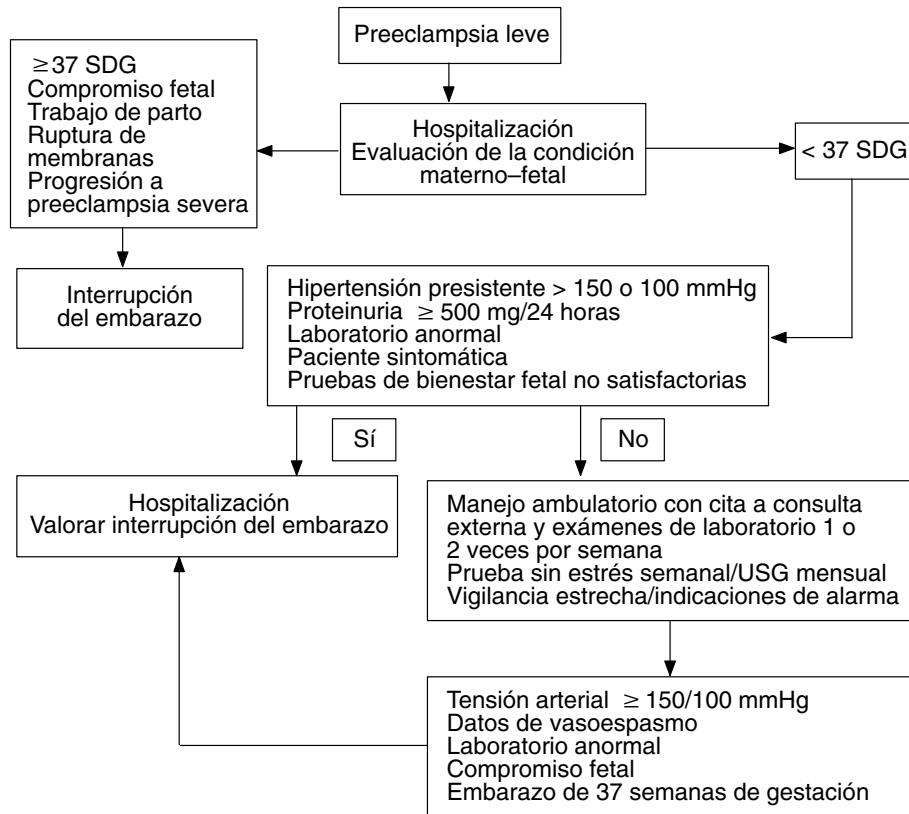 Preeclampsia leve
≥37 SDG
Compromiso fetal
Trabajo de parto
Ruptura de
membranas
Progresión a
preeclampsia severa
Hospitalización
Evaluación de la condición
materno–fetal
< 37 SDG
Interrupción
del embarazo
Hipertensión presistente > 150 o 100 mmHg
Proteinuria ≥ 500 mg/24 horas
Laboratorio anormal
Paciente sintomática
Pruebas de bienestar fetal no satisfactorias
Sí
No
Hospitalización
Valorar interrupción del embarazo
Manejo ambulatorio con cita a consulta
externa y exámenes de laboratorio 1 o
2 veces por semana
Prueba sin estrés semanal/USG mensual
Vigilancia estrecha/indicaciones de alarma
Tensión arterial ≥ 150/100 mmHg
Datos de vasoespasmo
Laboratorio anormal
Compromiso fetal
Embarazo de 37 semanas de gestación